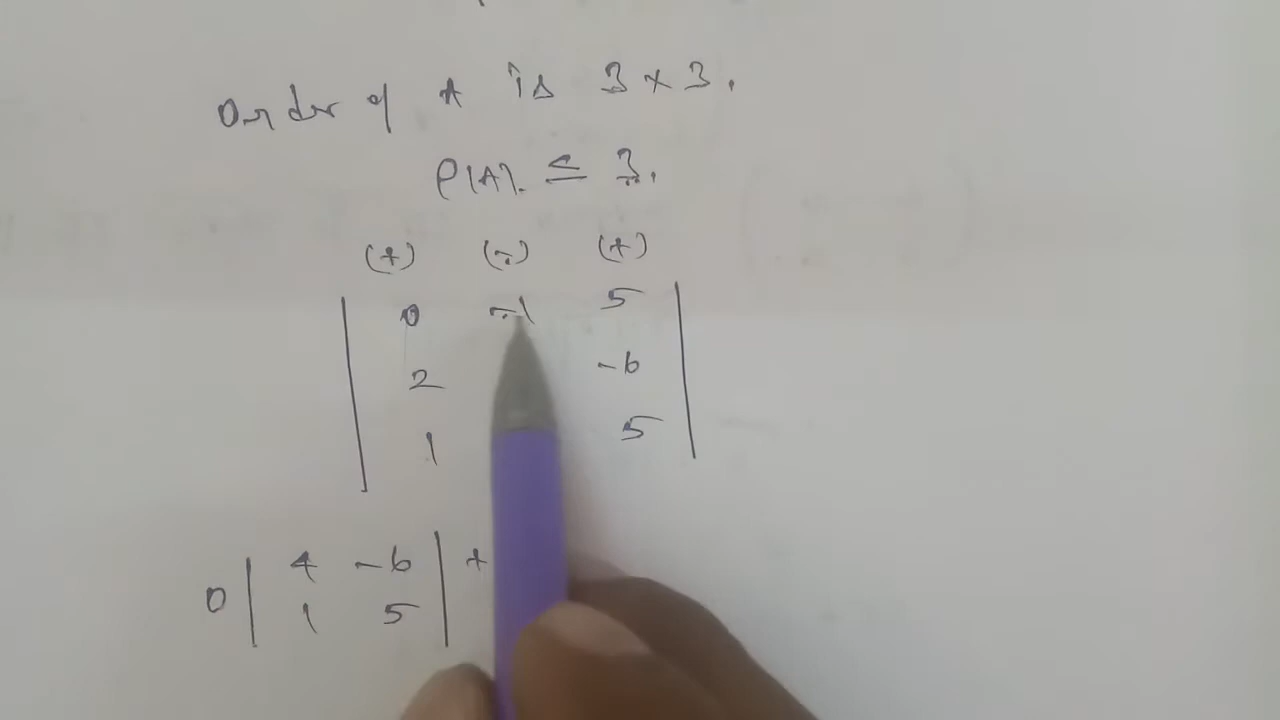 Order of A is 3 × 3.
ρ(A). ≤ 3.
(+) (-) (+)
0 -1 5
2 -6
1 5
0 | 4 -6 | +
1 5